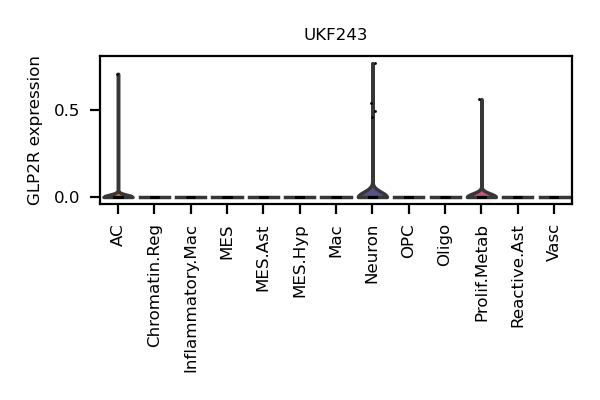 UKF243
GLP2R expression
0.5
0.0
AC
Chromatin.Reg
Inflammatory.Mac
MES
MES.Ast
MES.Hyp
Mac
Neuron
OPC
Oligo
Prolif.Metab
Reactive.Ast
Vasc